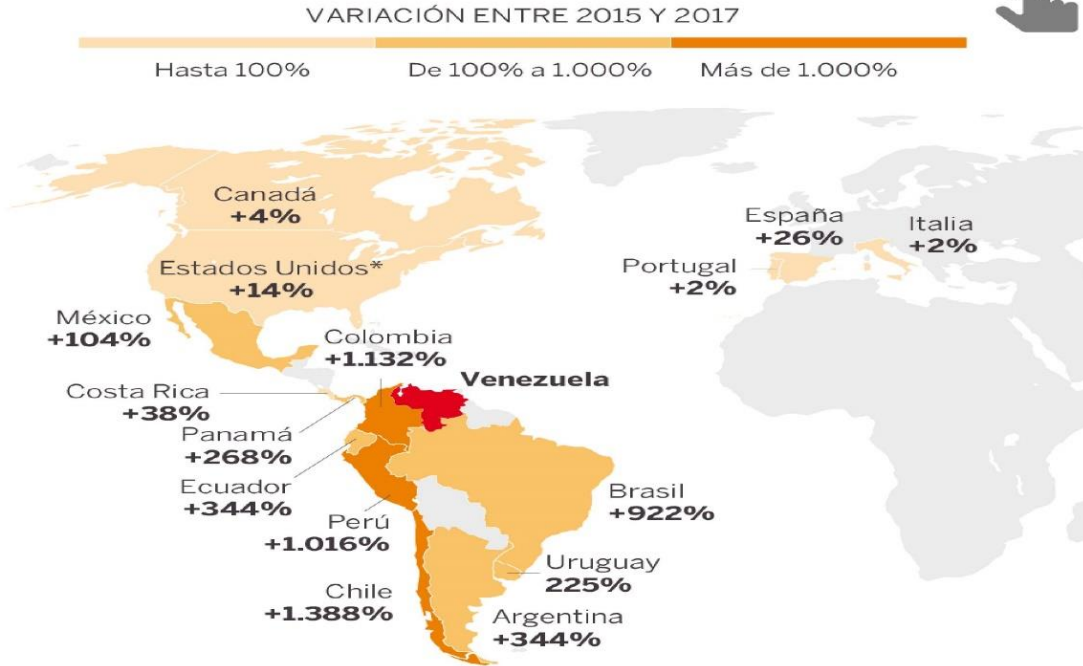 VARIACIÓN ENTRE 2015 Y 2017
Hasta 100%
De 100% a 1.000%
Más de 1.000%
Canadá
+4%
Estados Unidos*
+14%
España
+26%
Italia
+2%
Portugal
+2%
México
+104%
Colombia
+1.132%
Venezuela
Costa Rica
+38%
Panamá
+268%
Ecuador
+344%
Perú
+1.016%
Brasil
+922%
Uruguay
225%
Chile
+1.388%
Argentina
+344%